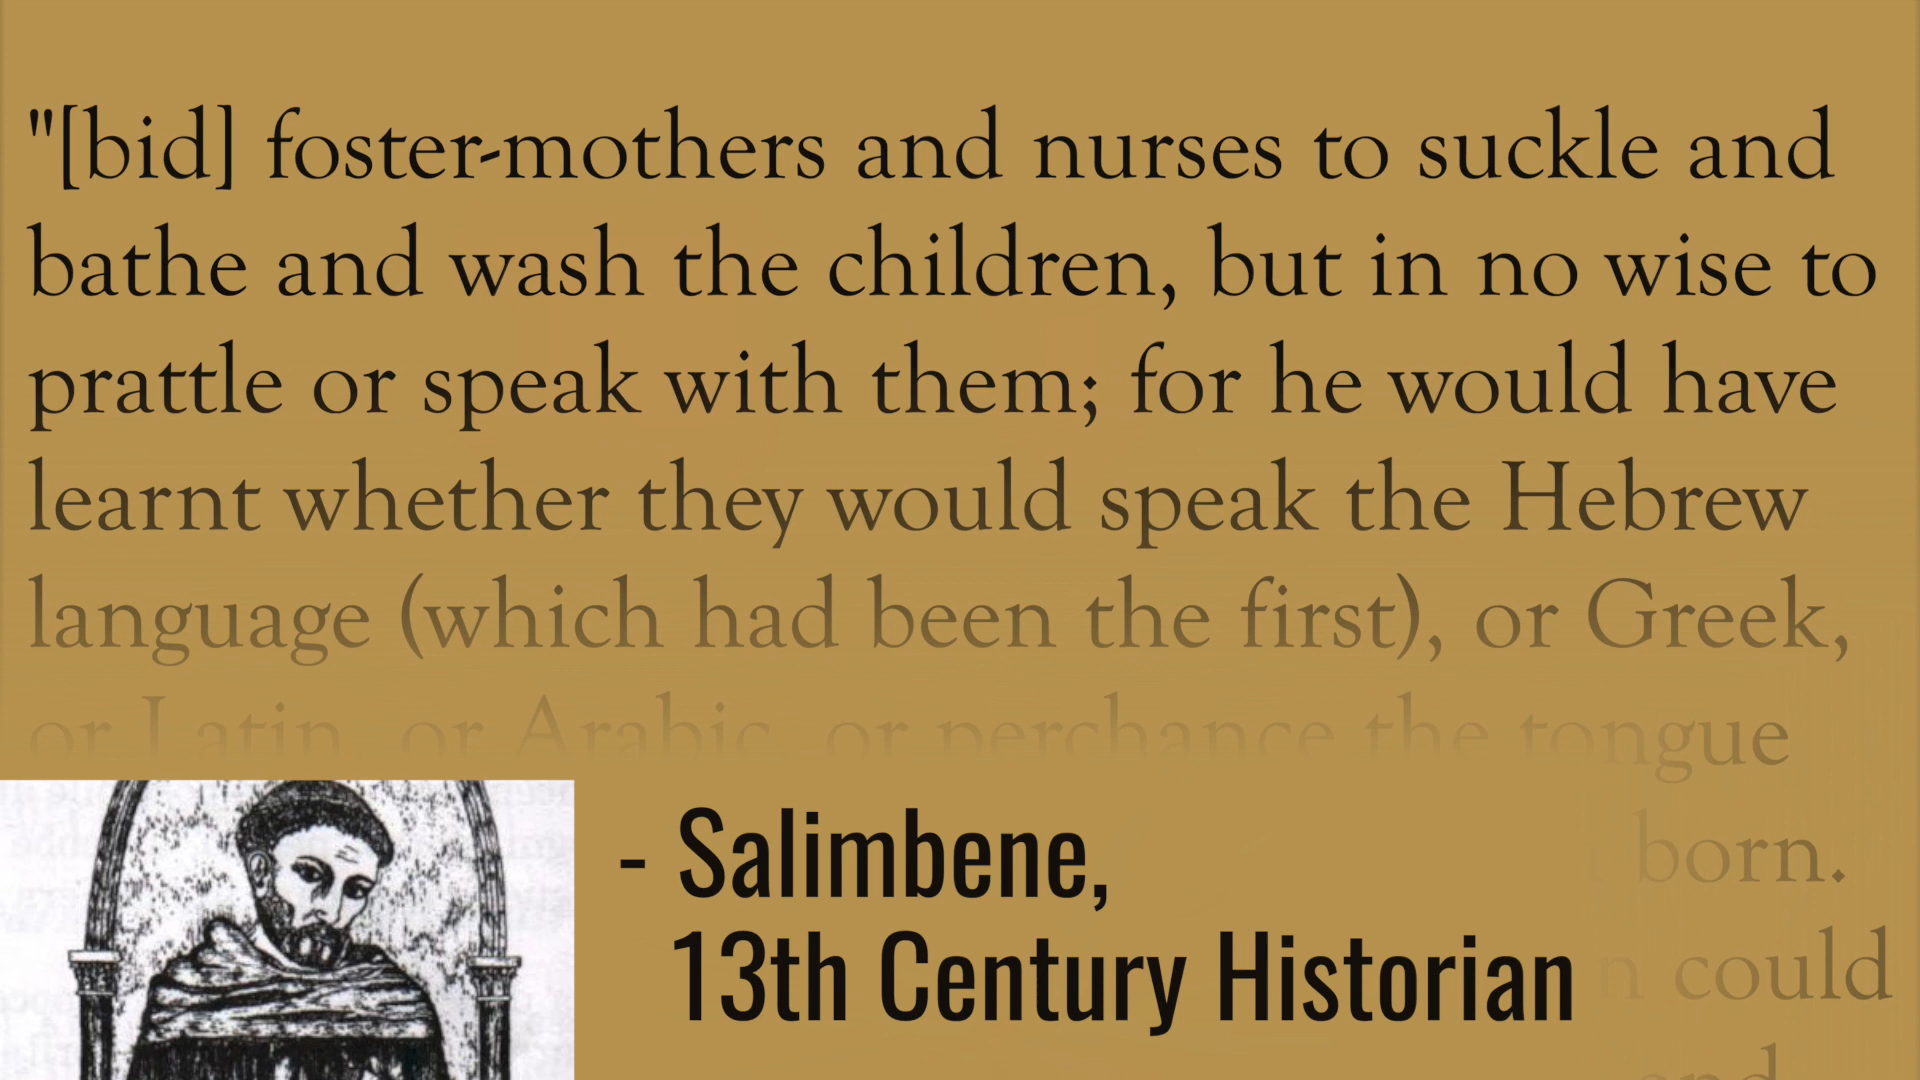 "[bid] foster-mothers and nurses to suckle and
bathe and wash the children, but in no wise to
prattle or speak with them; for he would have
learnt whether they would speak the Hebrew
language (which had been the first), or Greek,
or Latin, or Arabic, or perchance the tongue
born.
- Salimbene,
could
13th Century Historian
and